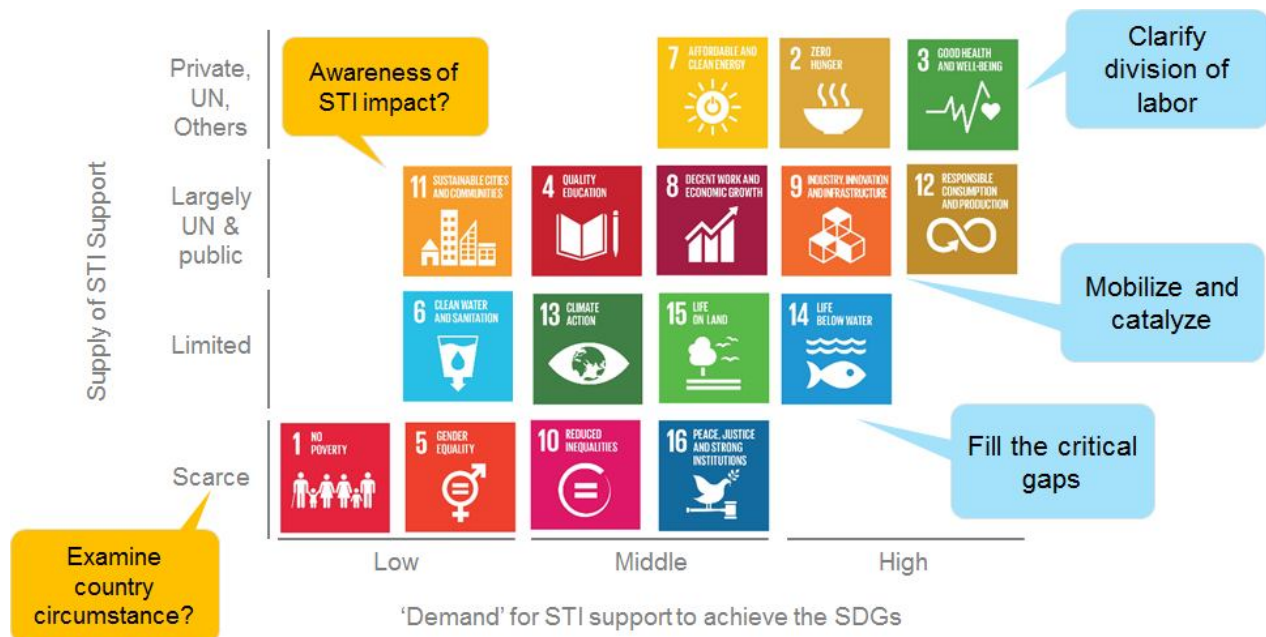 Supply of STI Support
Private,
UN,
Others
Awareness of
STI impact?
7 AFFORDABLE AND
CLEAN ENERGY
2 ZERO
HUNGER
3 GOOD HEALTH
AND WELL-BEING
Clarify
division of
labor
Largely
UN &
public
11 SUSTAINABLE CITIES
AND COMMUNITIES
4 QUALITY
EDUCATION
8 DECENT WORK AND
ECONOMIC GROWTH
9 INDUSTRY, INNOVATION
AND INFRASTRUCTURE
12 RESPONSIBLE
CONSUMPTION
AND PRODUCTION
Mobilize and
catalyze
Limited
6 CLEAN WATER
AND SANITATION
13 CLIMATE
ACTION
15 LIFE
ON LAND
14 LIFE
BELOW WATER
Fill the critical
gaps
Scarce
1 NO
POVERTY
5 GENDER
EQUALITY
10 REDUCED
INEQUALITIES
16 PEACE, JUSTICE
AND STRONG
INSTITUTIONS
Examine
country
circumstance?
Low
Middle
High
‘Demand’ for STI support to achieve the SDGs